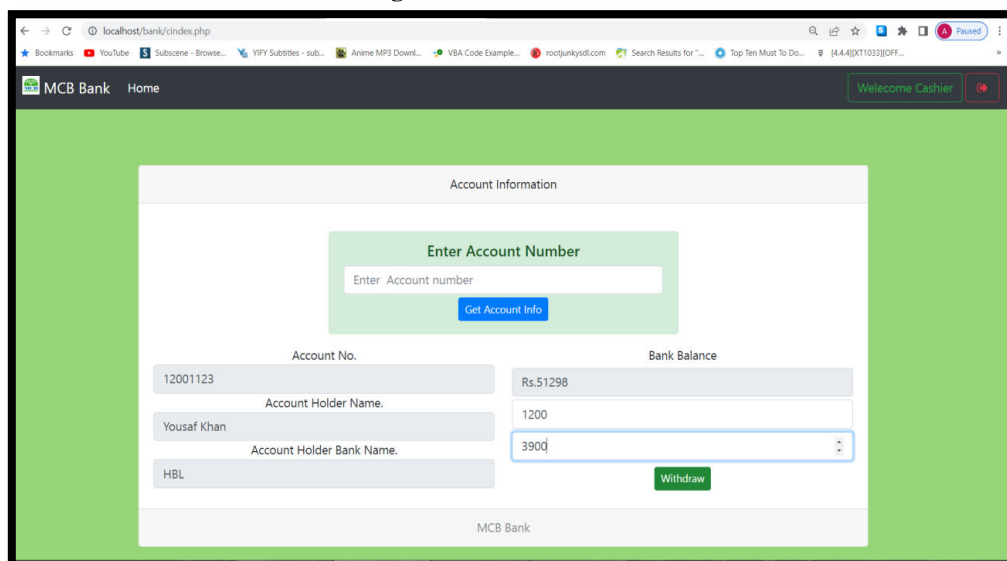 localhost/bank/cindex.php
A Paused
Bookmarks YouTube S Subscene - Browse... YIFY Subtitles - sub... Anime MP3 Downl... VBA Code Example... rootjunkysdl.com Search Results for "... Top Ten Must To Do... [4.4.4][XT1033][OFF... »
MCB Bank Home Welecome Cashier
Account Information
Enter Account Number
Enter Account number
Get Account Info
Account No.
12001123
Account Holder Name.
Yousaf Khan
Account Holder Bank Name.
HBL
Bank Balance
Rs.51298
1200
3900
Withdraw
MCB Bank